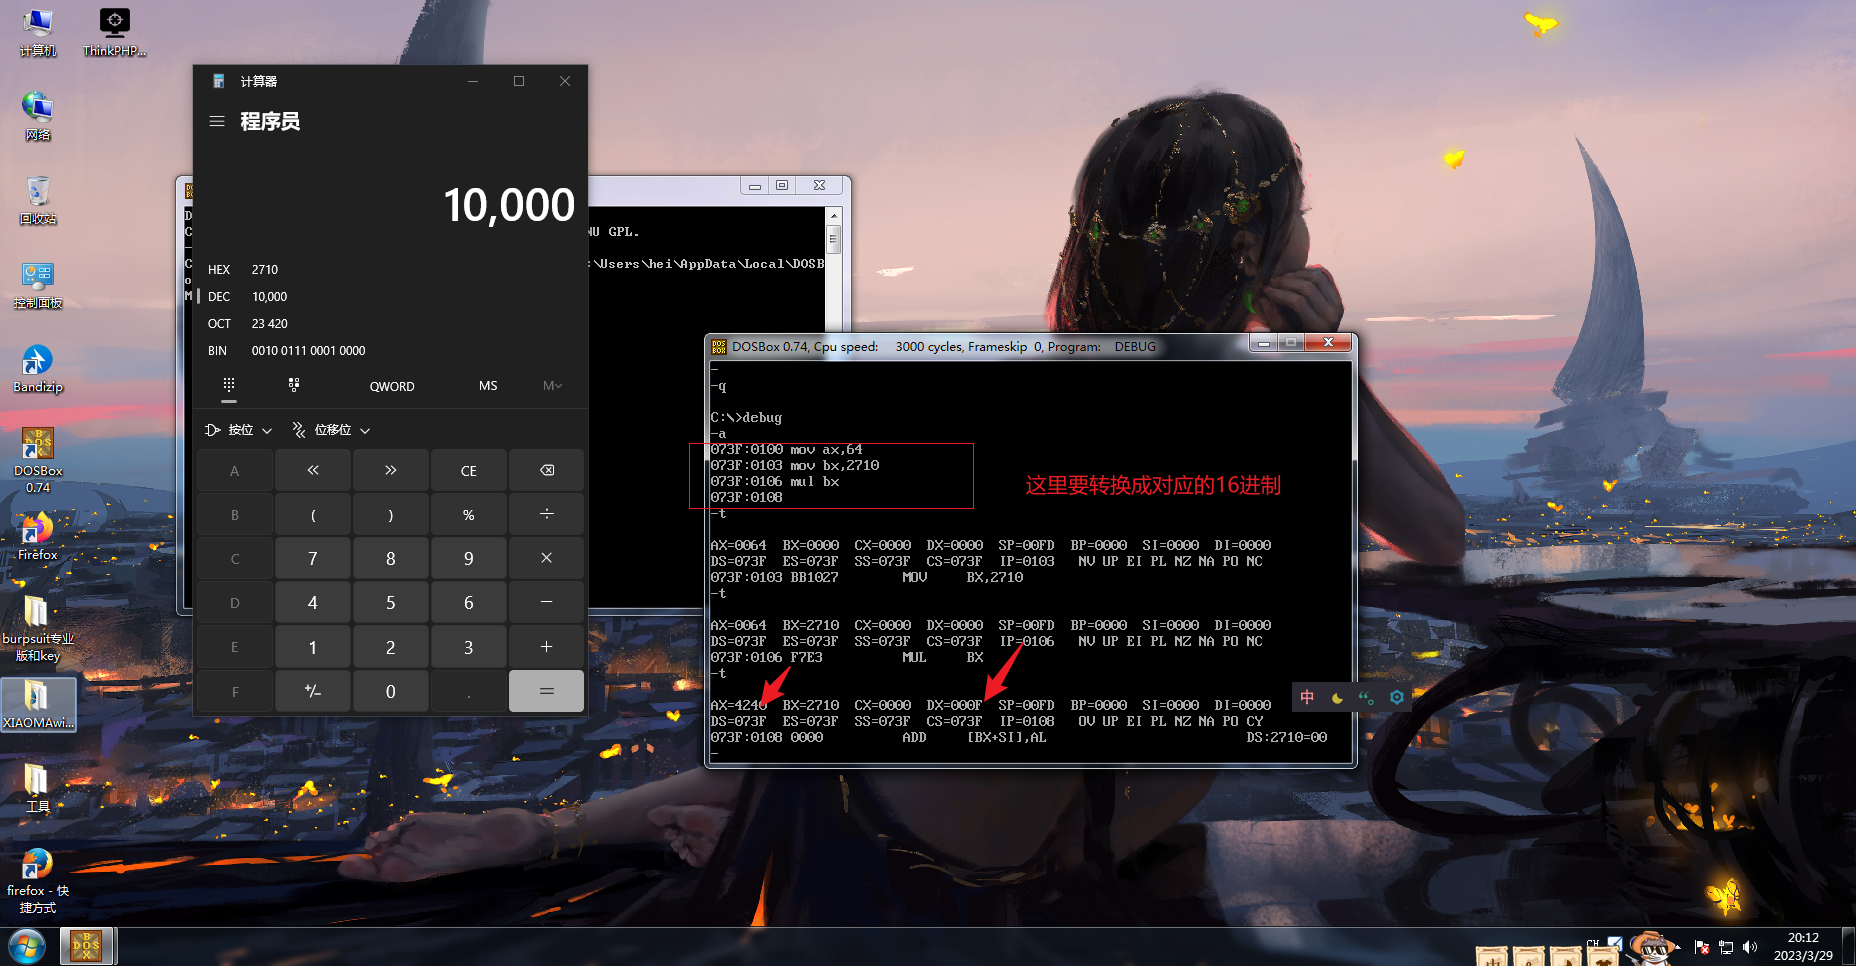 计算机
ThinkPHP...
网络
回收站
控制面板
Bandizip
DOSBox
0.74
Firefox
burpsuit专业
版和key
XIAOMAwi...
工具
firefox - 快
捷方式
计算器
程序员
10,000
HEX 2710
DEC 10,000
OCT 23 420
BIN 0010 0111 0001 0000
QWORD MS M
按位 位移位
A << >> CE
B ( ) % ÷
C 7 8 9 ×
D 4 5 6 −
E 1 2 3 +
F +/- 0 . =
NU GPL.
:\Users\hei\AppData\Local\DOSB
DOSBox 0.74, Cpu speed: 3000 cycles, Frameskip 0, Program: DEBUG
-
-q
C:\>debug
-a
073F:0100 mov ax,64
073F:0103 mov bx,2710
073F:0106 mul bx
073F:0108
这里要转换成对应的16进制
-t
AX=0064 BX=0000 CX=0000 DX=0000 SP=00FD BP=0000 SI=0000 DI=0000
DS=073F ES=073F SS=073F CS=073F IP=0103 NV UP EI PL NZ NA PO NC
073F:0103 BB1027 MOV BX,2710
-t
AX=0064 BX=2710 CX=0000 DX=0000 SP=00FD BP=0000 SI=0000 DI=0000
DS=073F ES=073F SS=073F CS=073F IP=0106 NV UP EI PL NZ NA PO NC
073F:0106 F7E3 MUL BX
-t
AX=4240 BX=2710 CX=0000 DX=000F SP=00FD BP=0000 SI=0000 DI=0000
DS=073F ES=073F SS=073F CS=073F IP=0108 OV UP EI PL NZ NA PO CY
073F:0108 0000 ADD [BX+SI],AL DS:2710=00
-
中
CH
20:12
2023/3/29